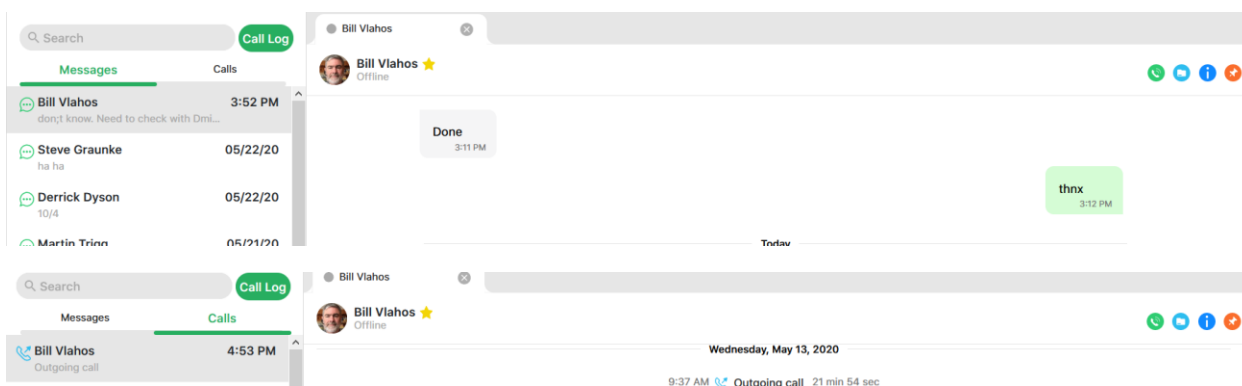 Search
Call Log
Messages Calls
Bill Vlahos 3:52 PM
don;t know. Need to check with Dmi...
Steve Graunke 05/22/20
ha ha
Derrick Dyson 05/22/20
10/4
Martin Trigg 05/21/20
Bill Vlahos
Bill Vlahos
Offline
Done
3:11 PM
thnx
3:12 PM
Today
Search
Call Log
Messages Calls
Bill Vlahos 4:53 PM
Outgoing call
Bill Vlahos
Bill Vlahos
Offline
Wednesday, May 13, 2020
9:37 AM Outgoing call 21 min 54 sec